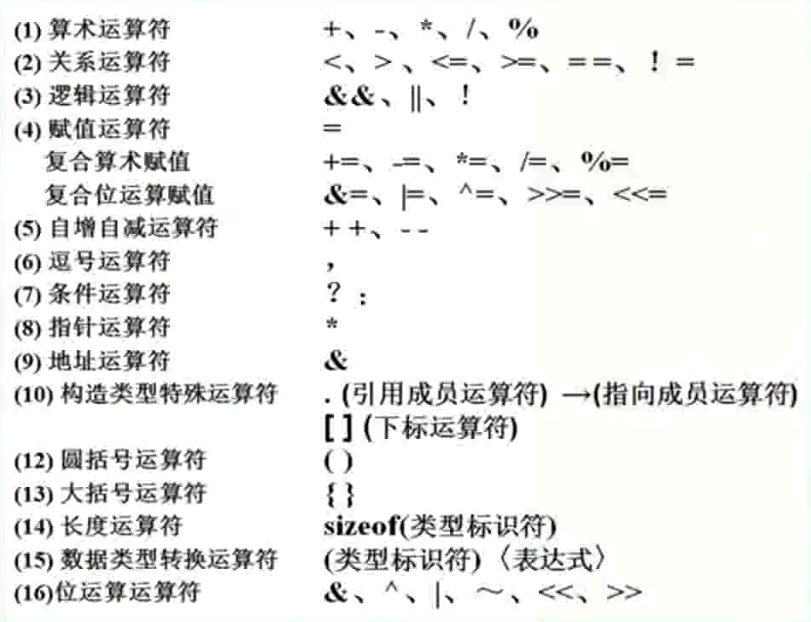 (1) 算术运算符 +、-、*、/、%
(2) 关系运算符 <、>、<=、>=、= =、！=
(3) 逻辑运算符 &&、||、！
(4) 赋值运算符 =
复合算术赋值 +=、-=、*=、/=、%=
复合位运算赋值 &=、|=、^=、>>=、<<=
(5) 自增自减运算符 + +、- -
(6) 逗号运算符 ，
(7) 条件运算符 ？：
(8) 指针运算符 *
(9) 地址运算符 &
(10) 构造类型特殊运算符 . (引用成员运算符) →(指向成员运算符)
[ ] (下标运算符)
(12) 圆括号运算符 ( )
(13) 大括号运算符 { }
(14) 长度运算符 sizeof(类型标识符)
(15) 数据类型转换运算符 (类型标识符)〈表达式〉
(16)位运算运算符 &、^、|、～、<<、>>